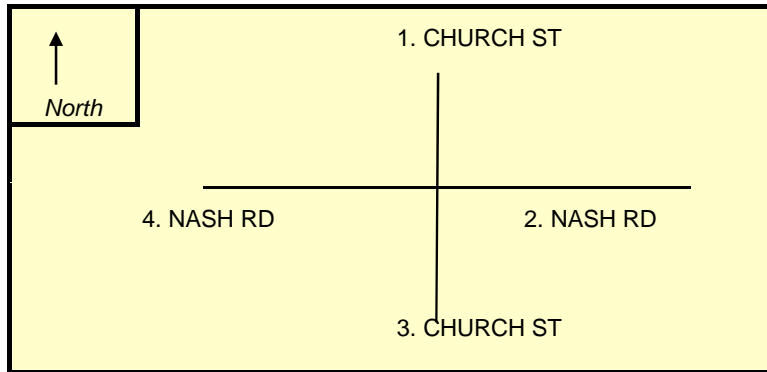 1. CHURCH ST
North
4. NASH RD
2. NASH RD
3. CHURCH ST